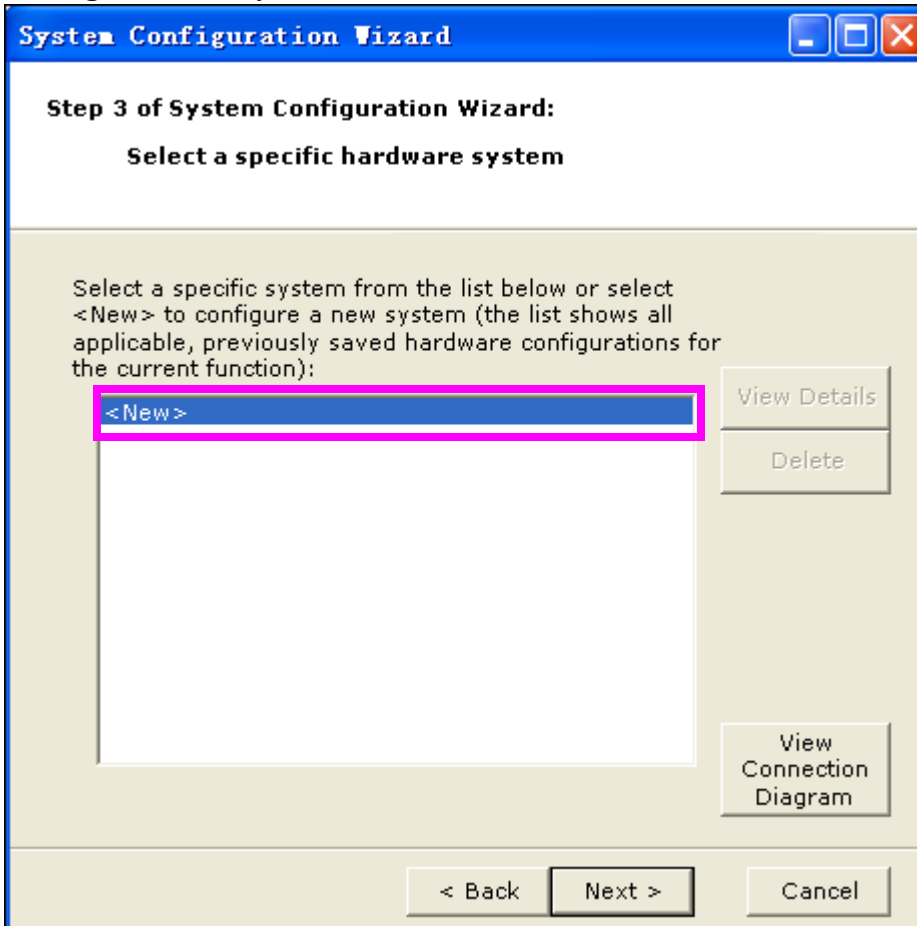 System Configuration Wizard
Step 3 of System Configuration Wizard:
Select a specific hardware system
Select a specific system from the list below or select
<New> to configure a new system (the list shows all
applicable, previously saved hardware configurations for
the current function):
<New>
View Details
Delete
View
Connection
Diagram
< Back
Next >
Cancel